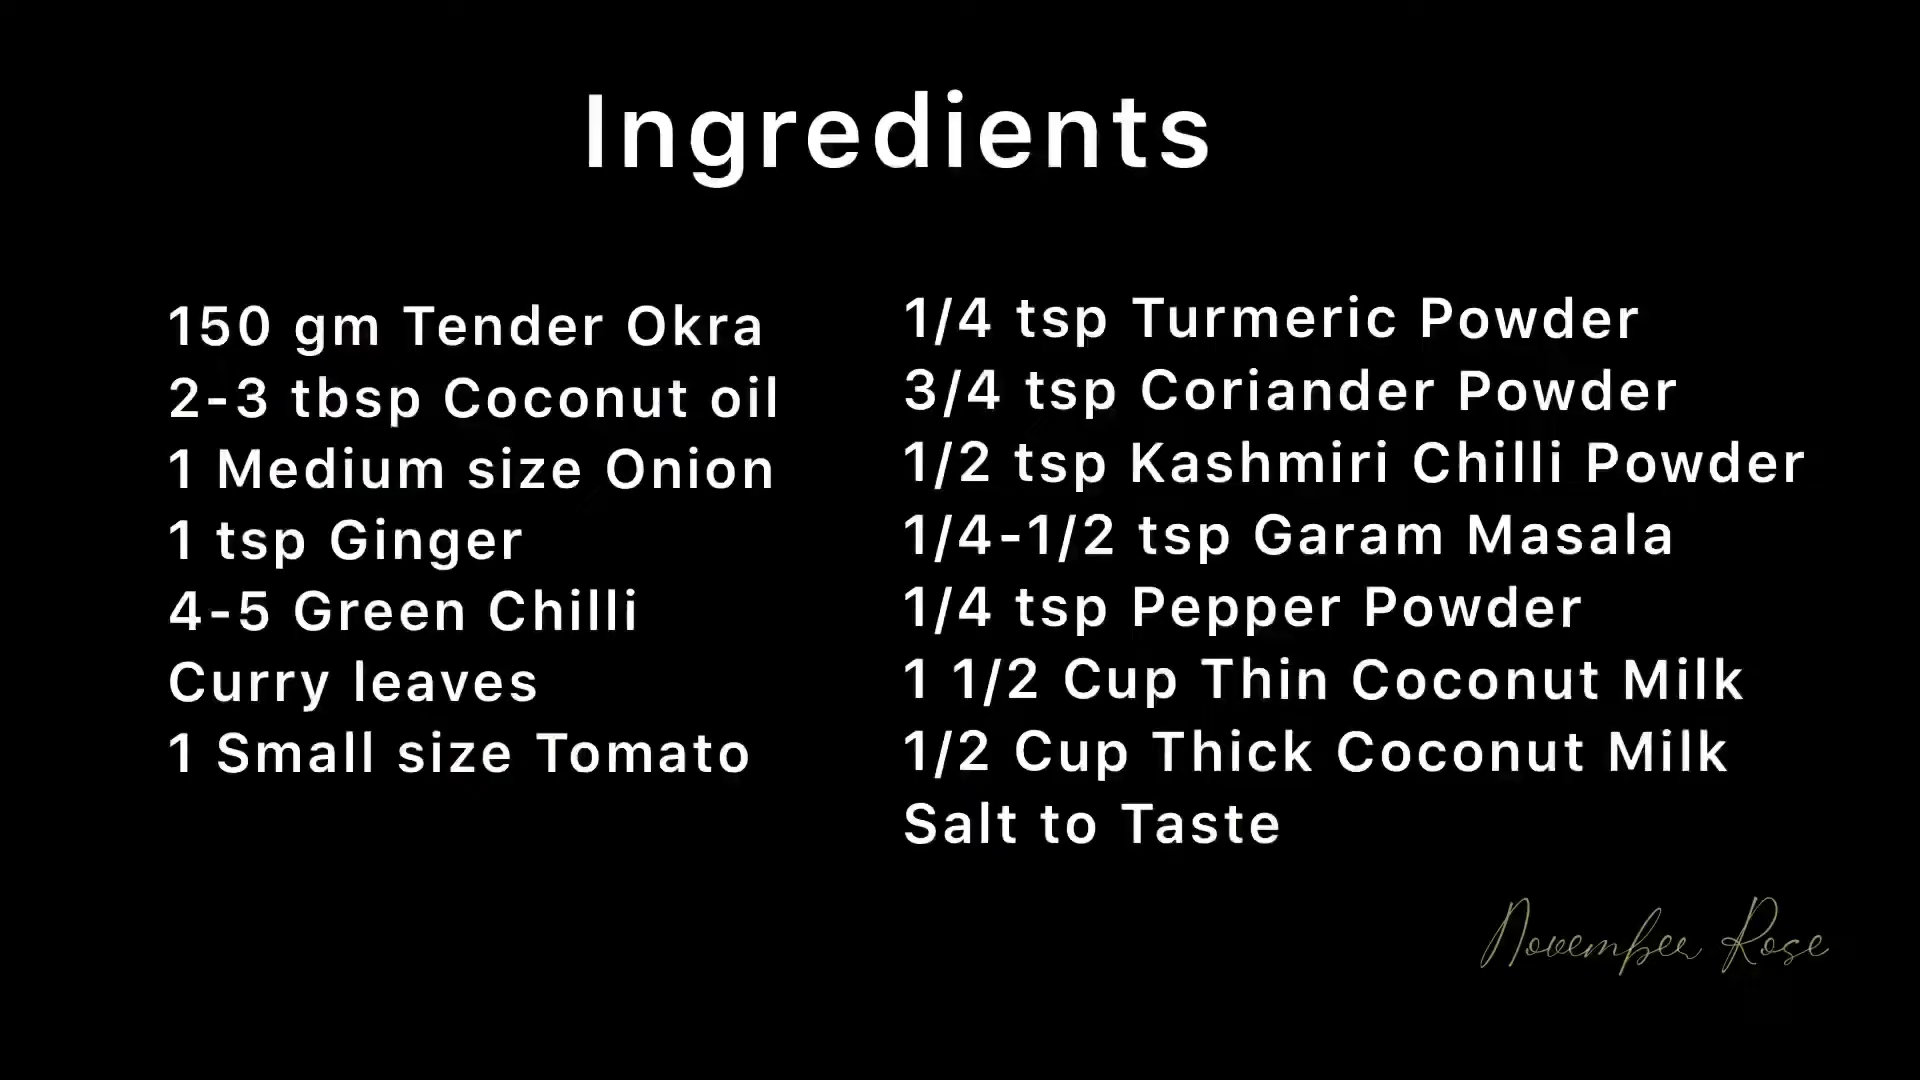 Ingredients
150 gm Tender Okra
2-3 tbsp Coconut oil
1 Medium size Onion
1 tsp Ginger
4-5 Green Chilli
Curry leaves
1 Small size Tomato
1/4 tsp Turmeric Powder
3/4 tsp Coriander Powder
1/2 tsp Kashmiri Chilli Powder
1/4-1/2 tsp Garam Masala
1/4 tsp Pepper Powder
1 1/2 Cup Thin Coconut Milk
1/2 Cup Thick Coconut Milk
Salt to Taste
November Rose